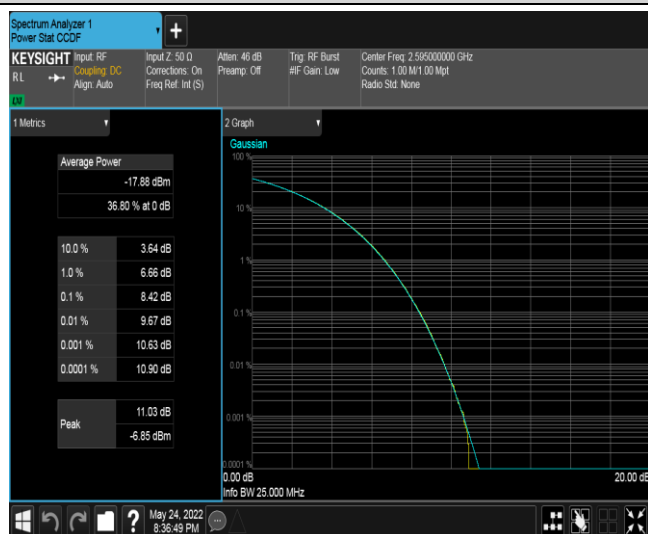 Spectrum Analyzer 1
Power Stat CCDF
+
KEYSIGHT
RL
LXI
Input: RF
Coupling: DC
Align: Auto
Input Z: 50 Ω
Corrections: On
Freq Ref: Int (S)
Atten: 46 dB
Preamp: Off
Trig: RF Burst
#IF Gain: Low
Center Freq: 2.595000000 GHz
Counts: 1.00 M/1.00 Mpt
Radio Std: None
1 Metrics
Average Power
-17.88 dBm
36.80 % at 0 dB
10.0 % 3.64 dB
1.0 % 6.66 dB
0.1 % 8.42 dB
0.01 % 9.67 dB
0.001 % 10.63 dB
0.0001 % 10.90 dB
Peak
11.03 dB
-6.85 dBm
2 Graph
Gaussian
100 %
10 %
1 %
0.1 %
0.01 %
0.001 %
0.0001 %
0.00 dB
20.00 dB
Info BW 25.000 MHz
?
May 24, 2022
8:36:49 PM